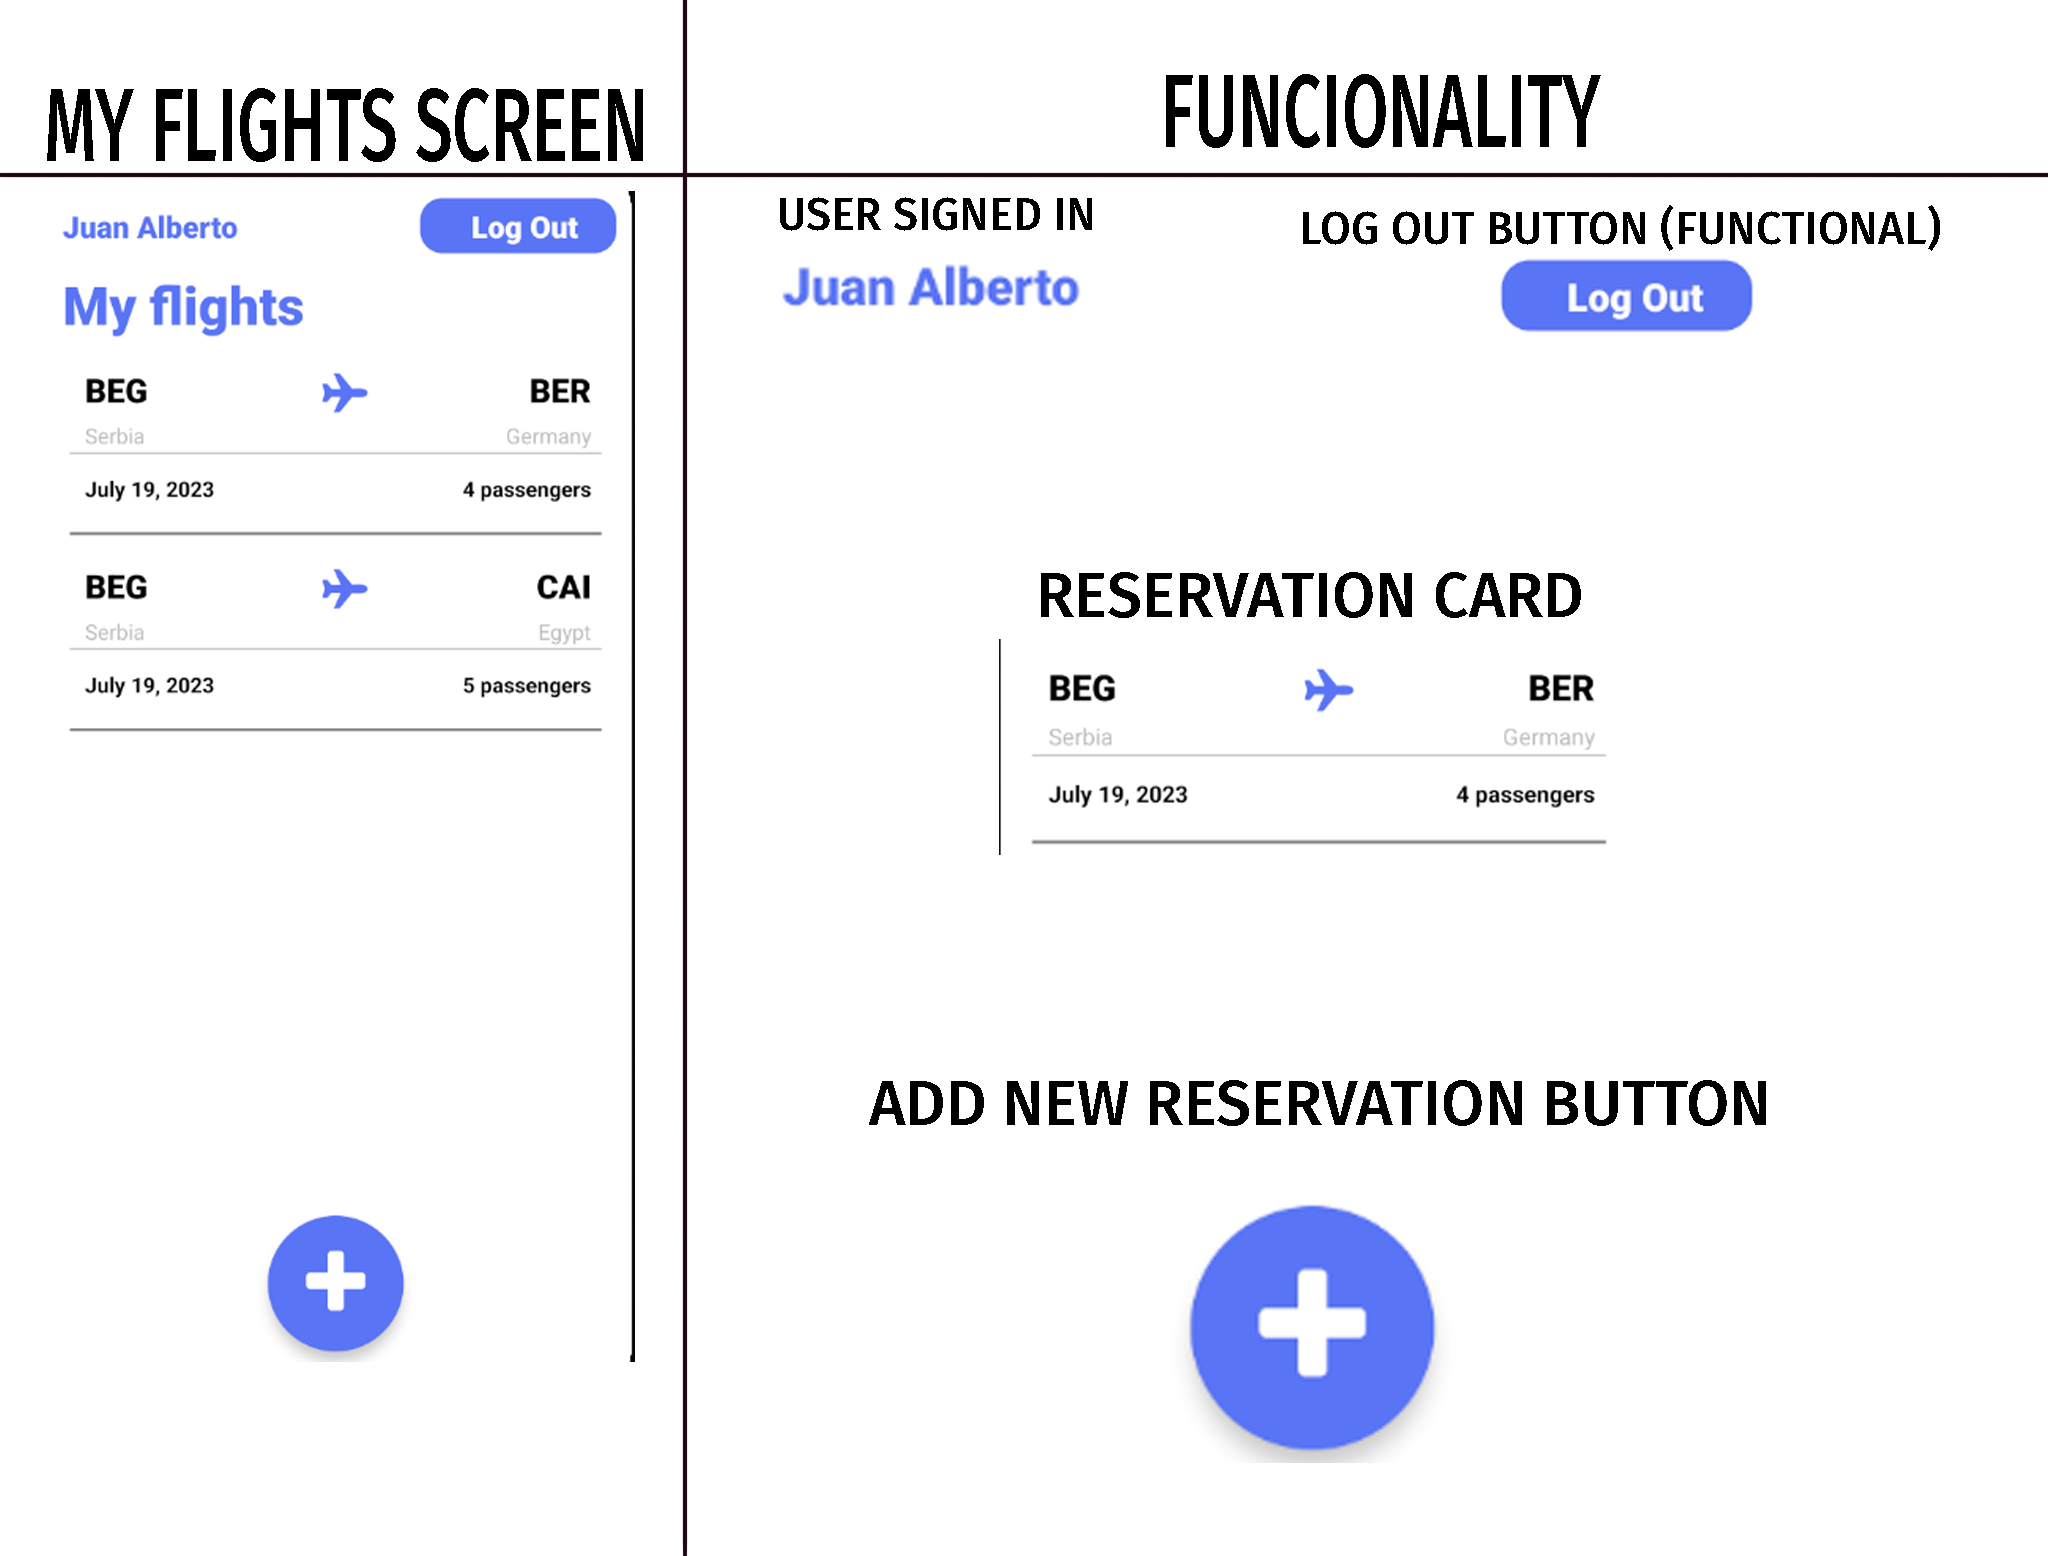 MY FLIGHTS SCREEN
Juan Alberto
Log Out
My flights
BEG
BER
Serbia
Germany
July 19, 2023
4 passengers
BEG
CAI
Serbia
Egypt
July 19, 2023
5 passengers
FUNCIONALITY
USER SIGNED IN
LOG OUT BUTTON (FUNCTIONAL)
Juan Alberto
Log Out
RESERVATION CARD
BEG
BER
Serbia
Germany
July 19, 2023
4 passengers
ADD NEW RESERVATION BUTTON